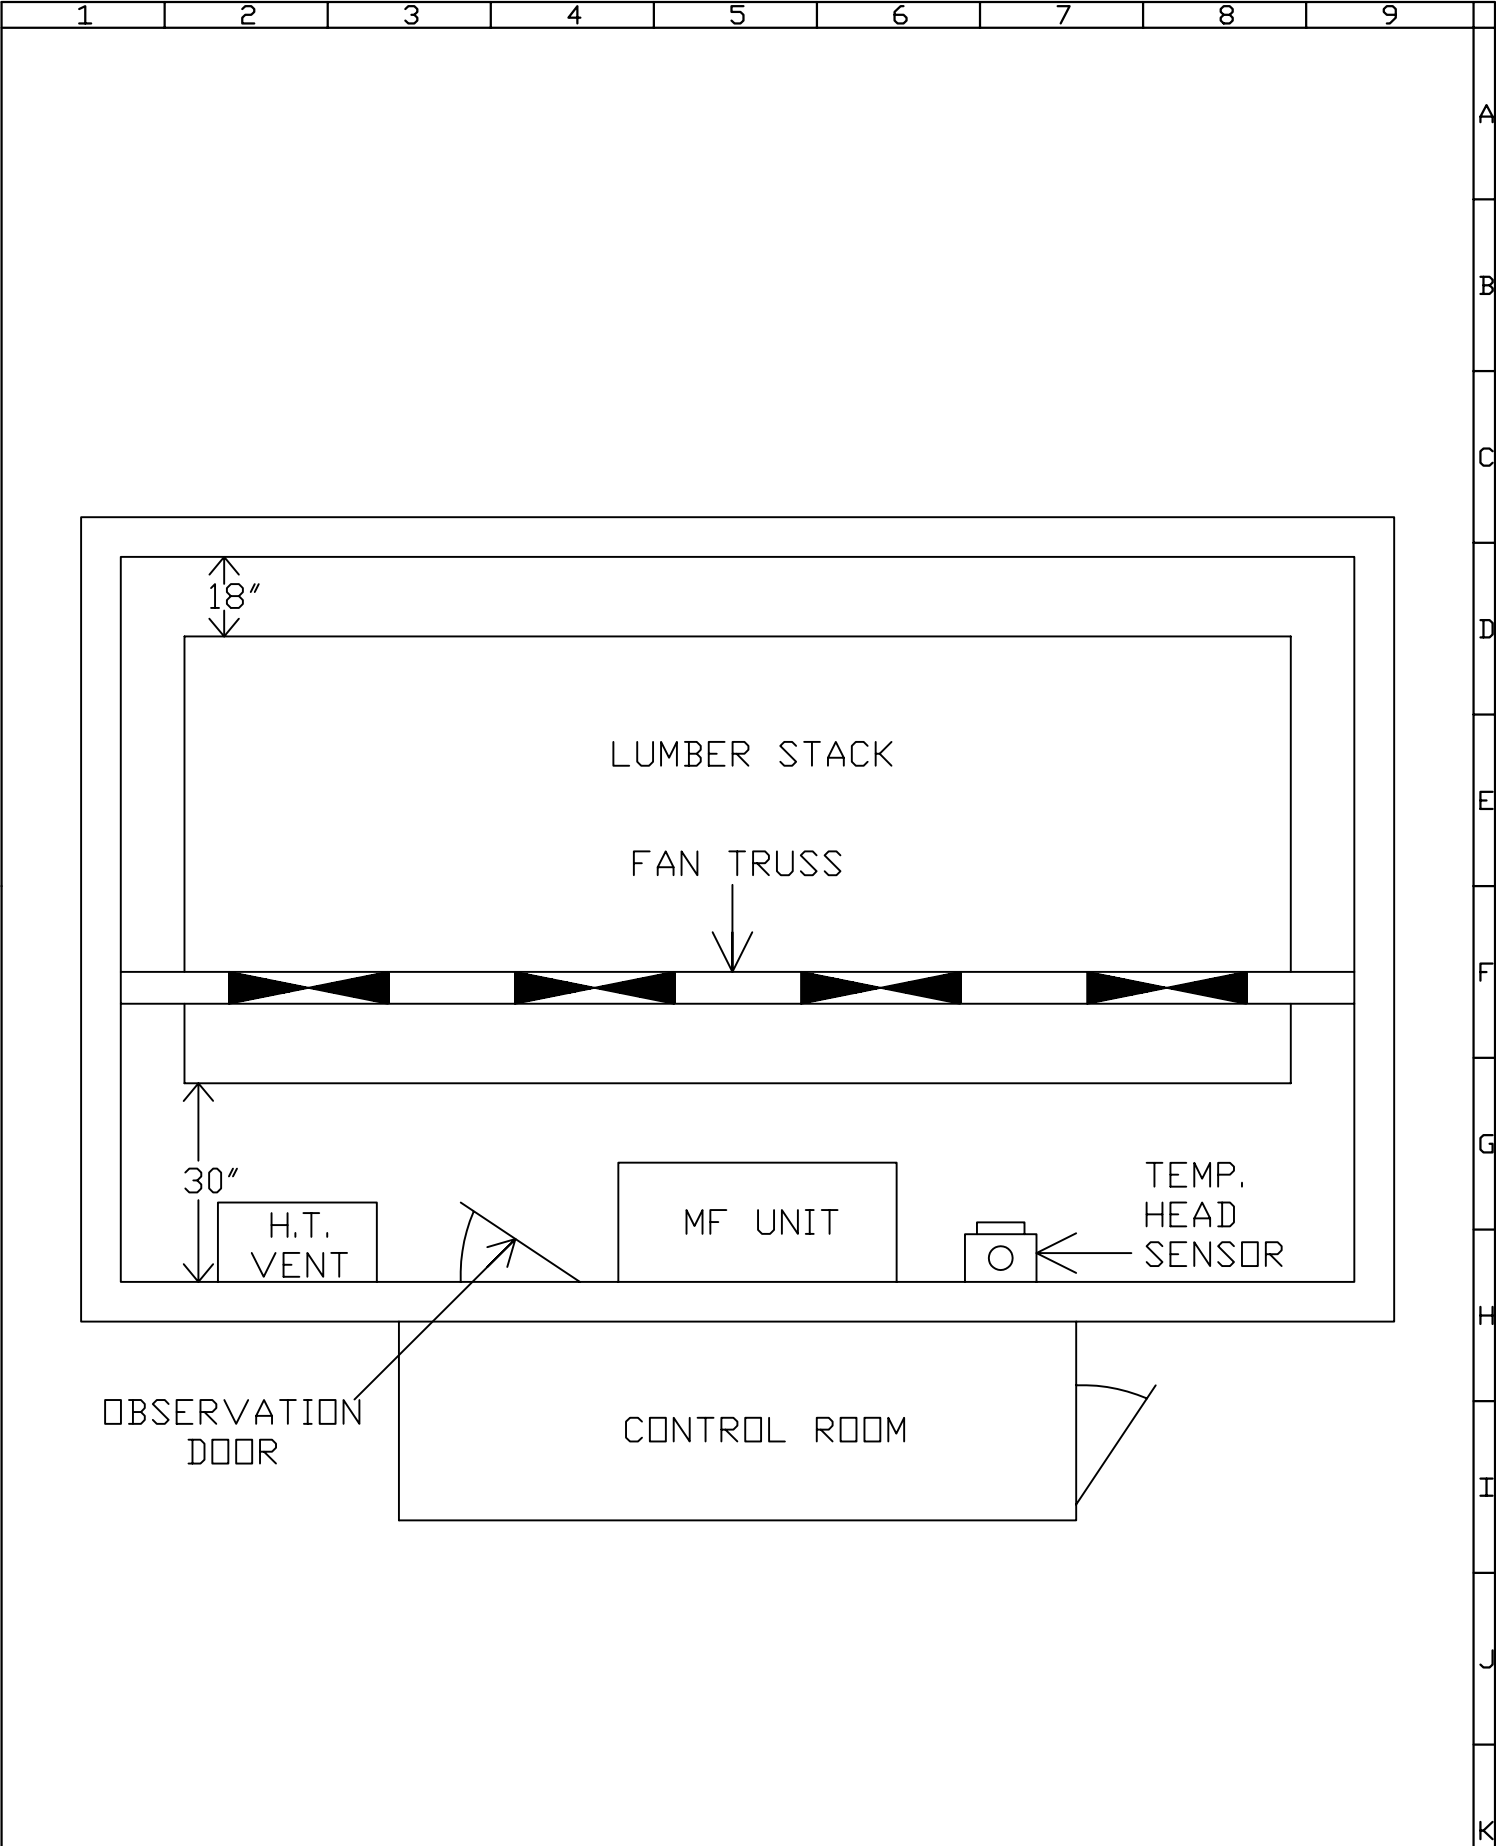 1 2 3 4 5 6 7 8 9
A
B
C
D
18"
LUMBER STACK
E
FAN TRUSS
F
G
30"
H.T.
VENT
MF UNIT
TEMP.
HEAD
SENSOR
H
OBSERVATION
DOOR
CONTROL ROOM
I
J
K